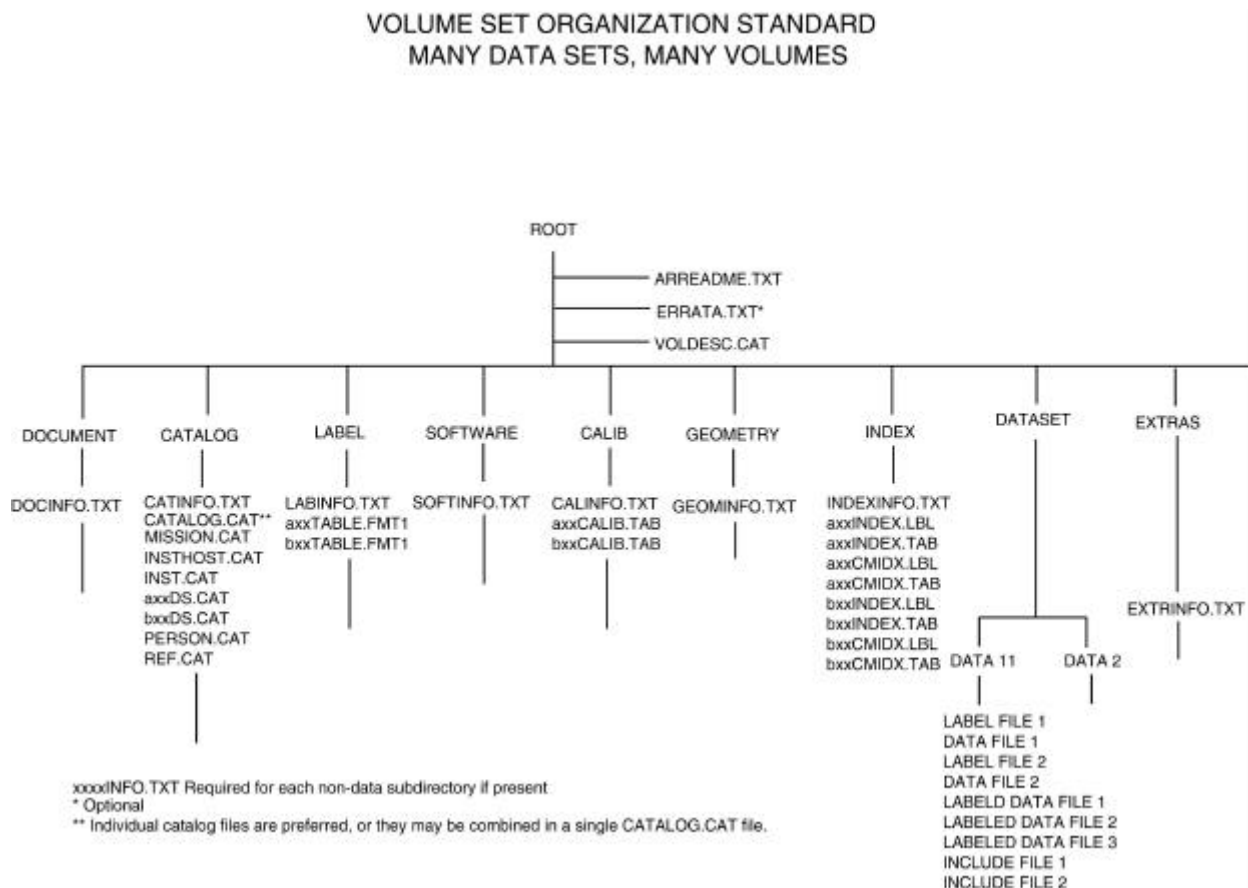 VOLUME SET ORGANIZATION STANDARD
MANY DATA SETS, MANY VOLUMES
ROOT
ARREADME.TXT
ERRATA.TXT*
VOLDESC.CAT
DOCUMENT
CATALOG
LABEL
SOFTWARE
CALIB
GEOMETRY
INDEX
DATASET
EXTRAS
DOCINFO.TXT
CATINFO.TXT
CATALOG.CAT**
MISSION.CAT
INSTHOST.CAT
INST.CAT
axxDS.CAT
bxxDS.CAT
PERSON.CAT
REF.CAT
LABINFO.TXT
axxTABLE.FMT1
bxxTABLE.FMT1
SOFTINFO.TXT
CALINFO.TXT
axxCALIB.TAB
bxxCALIB.TAB
GEOMINFO.TXT
INDEXINFO.TXT
axxINDEX.LBL
axxINDEX.TAB
axxCMIDX.LBL
axxCMIDX.TAB
bxxINDEX.LBL
bxxINDEX.TAB
bxxCMIDX.LBL
bxxCMIDX.TAB
DATA 11
DATA 2
LABEL FILE 1
DATA FILE 1
LABEL FILE 2
DATA FILE 2
LABELD DATA FILE 1
LABELED DATA FILE 2
LABELED DATA FILE 3
INCLUDE FILE 1
INCLUDE FILE 2
EXTRINFO.TXT
xxxxINFO.TXT Required for each non-data subdirectory if present
* Optional
** Individual catalog files are preferred, or they may be combined in a single CATALOG.CAT file.